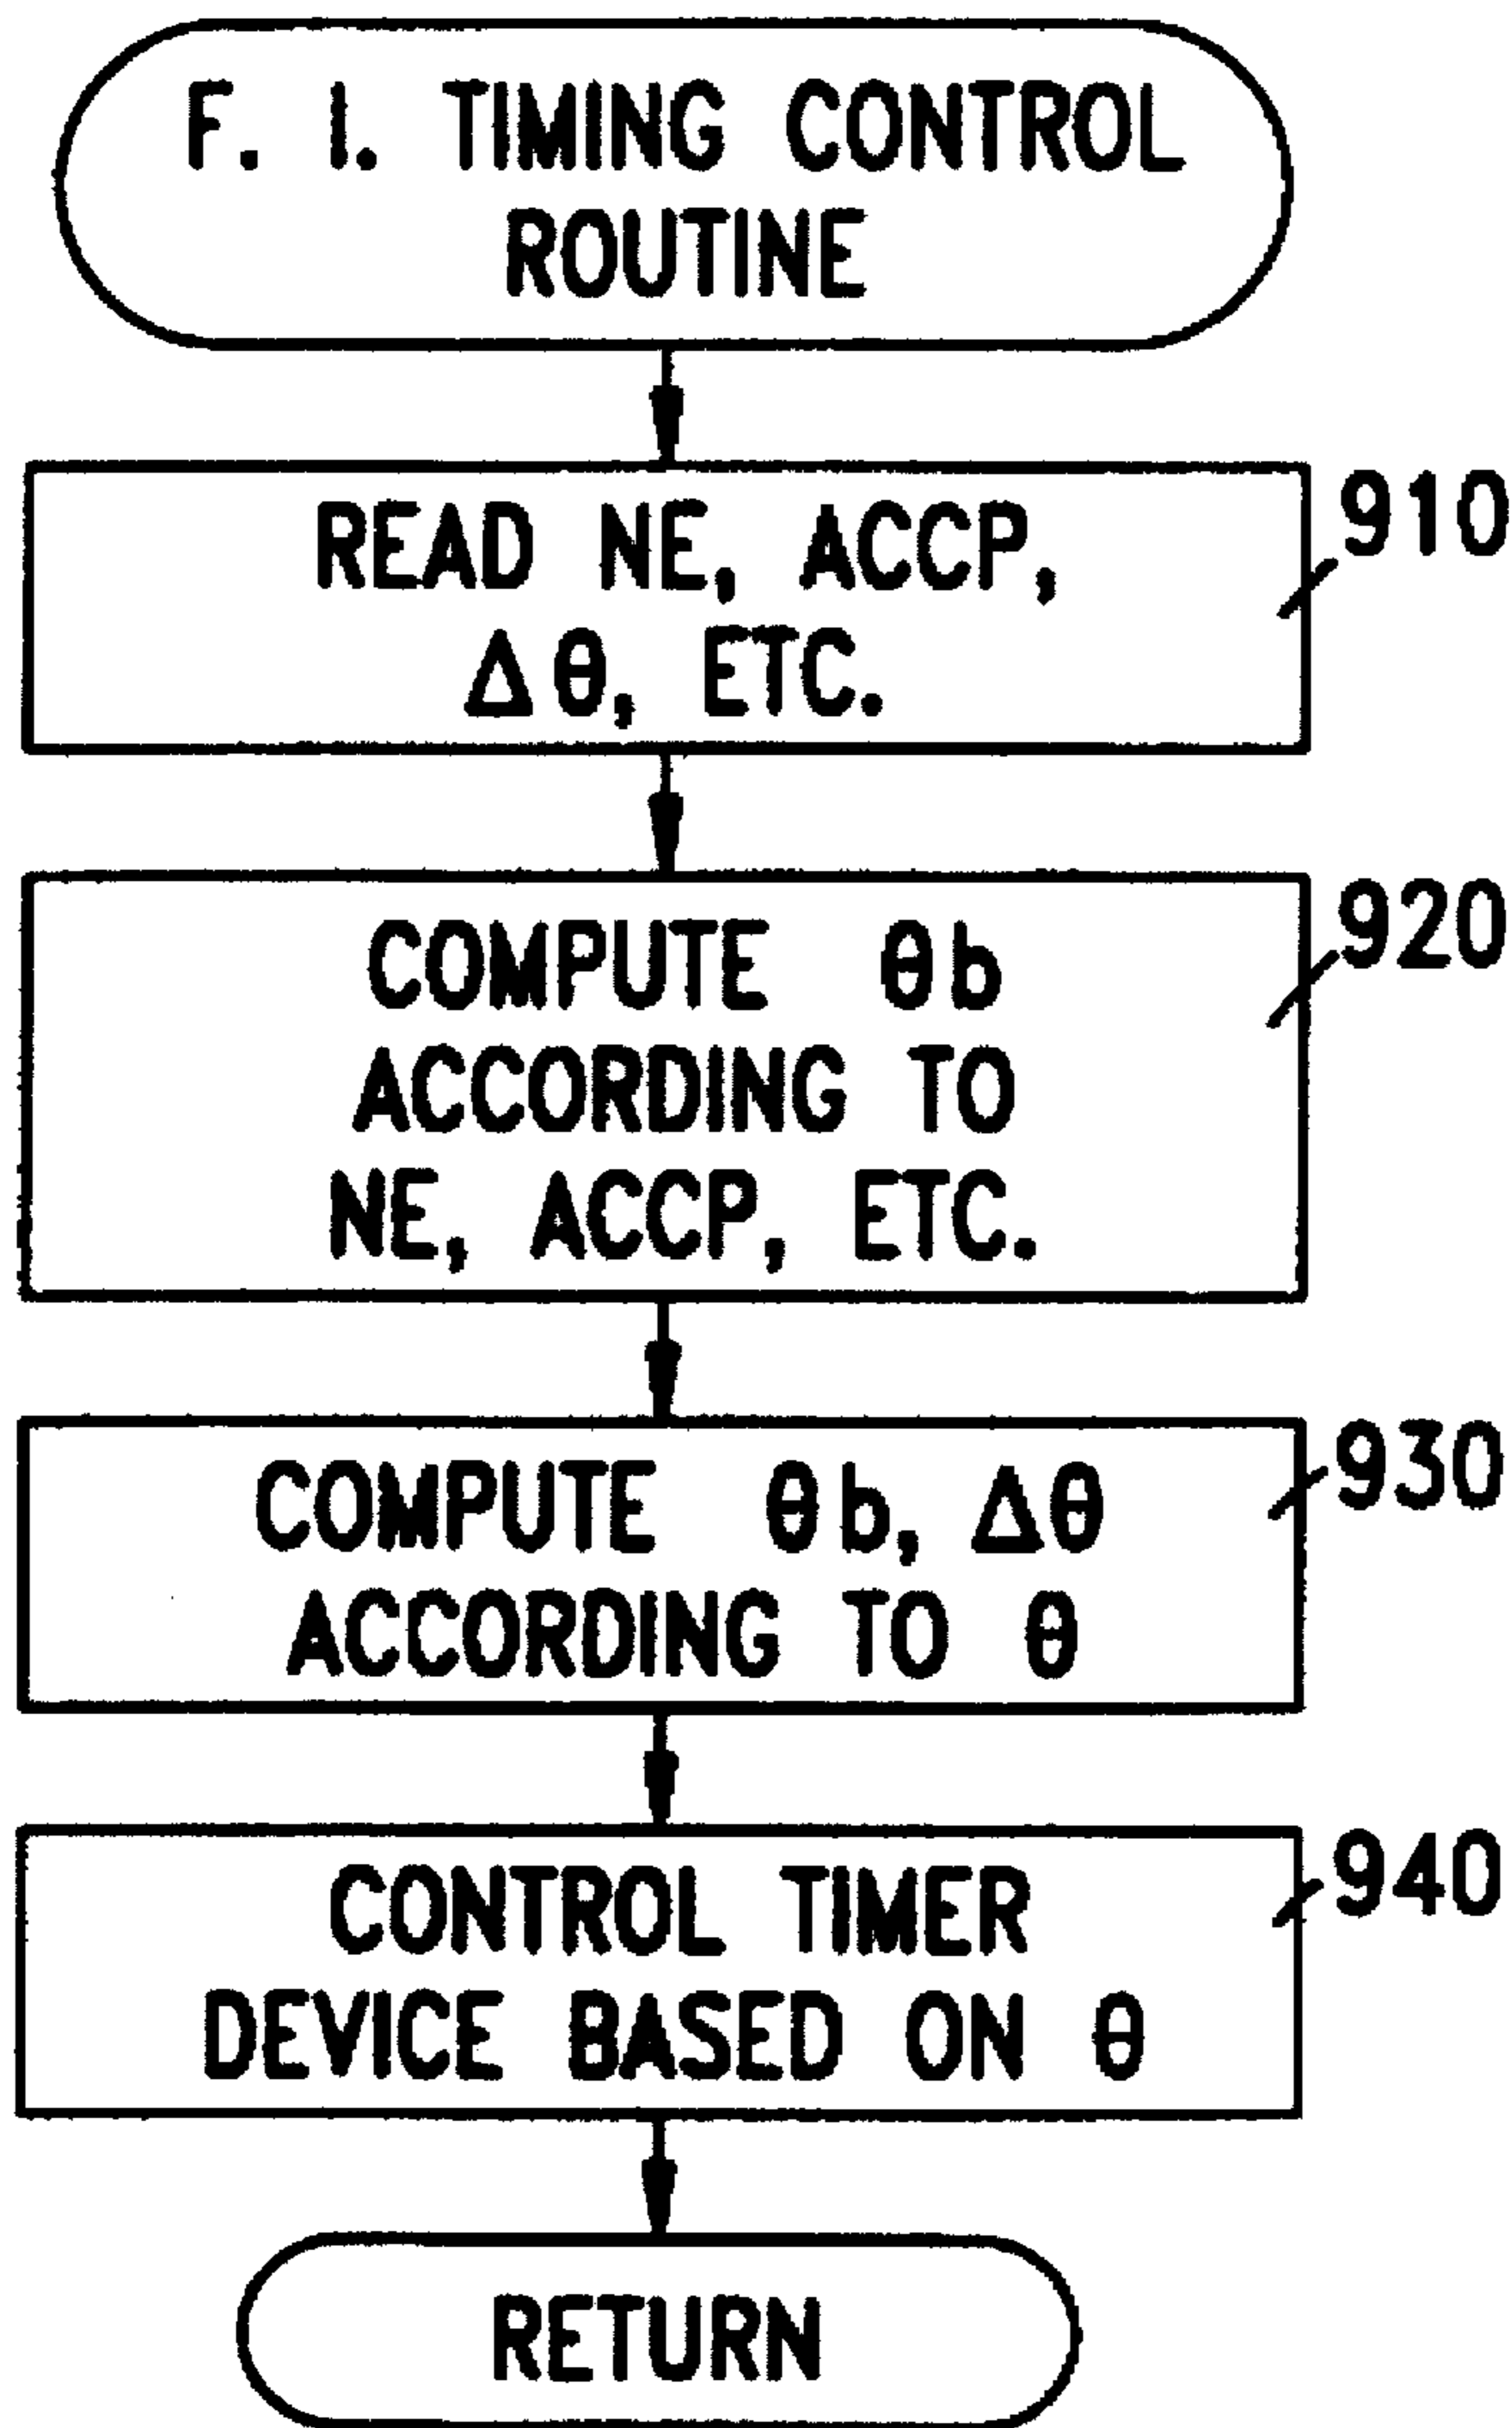 F. I. TIMING CONTROL
ROUTINE
READ NE, ACCP,
Δθ, ETC.
910
COMPUTE θb
ACCORDING TO
NE, ACCP, ETC.
920
COMPUTE θb, Δθ
ACCORDING TO θ
930
CONTROL TIMER
DEVICE BASED ON θ
940
RETURN